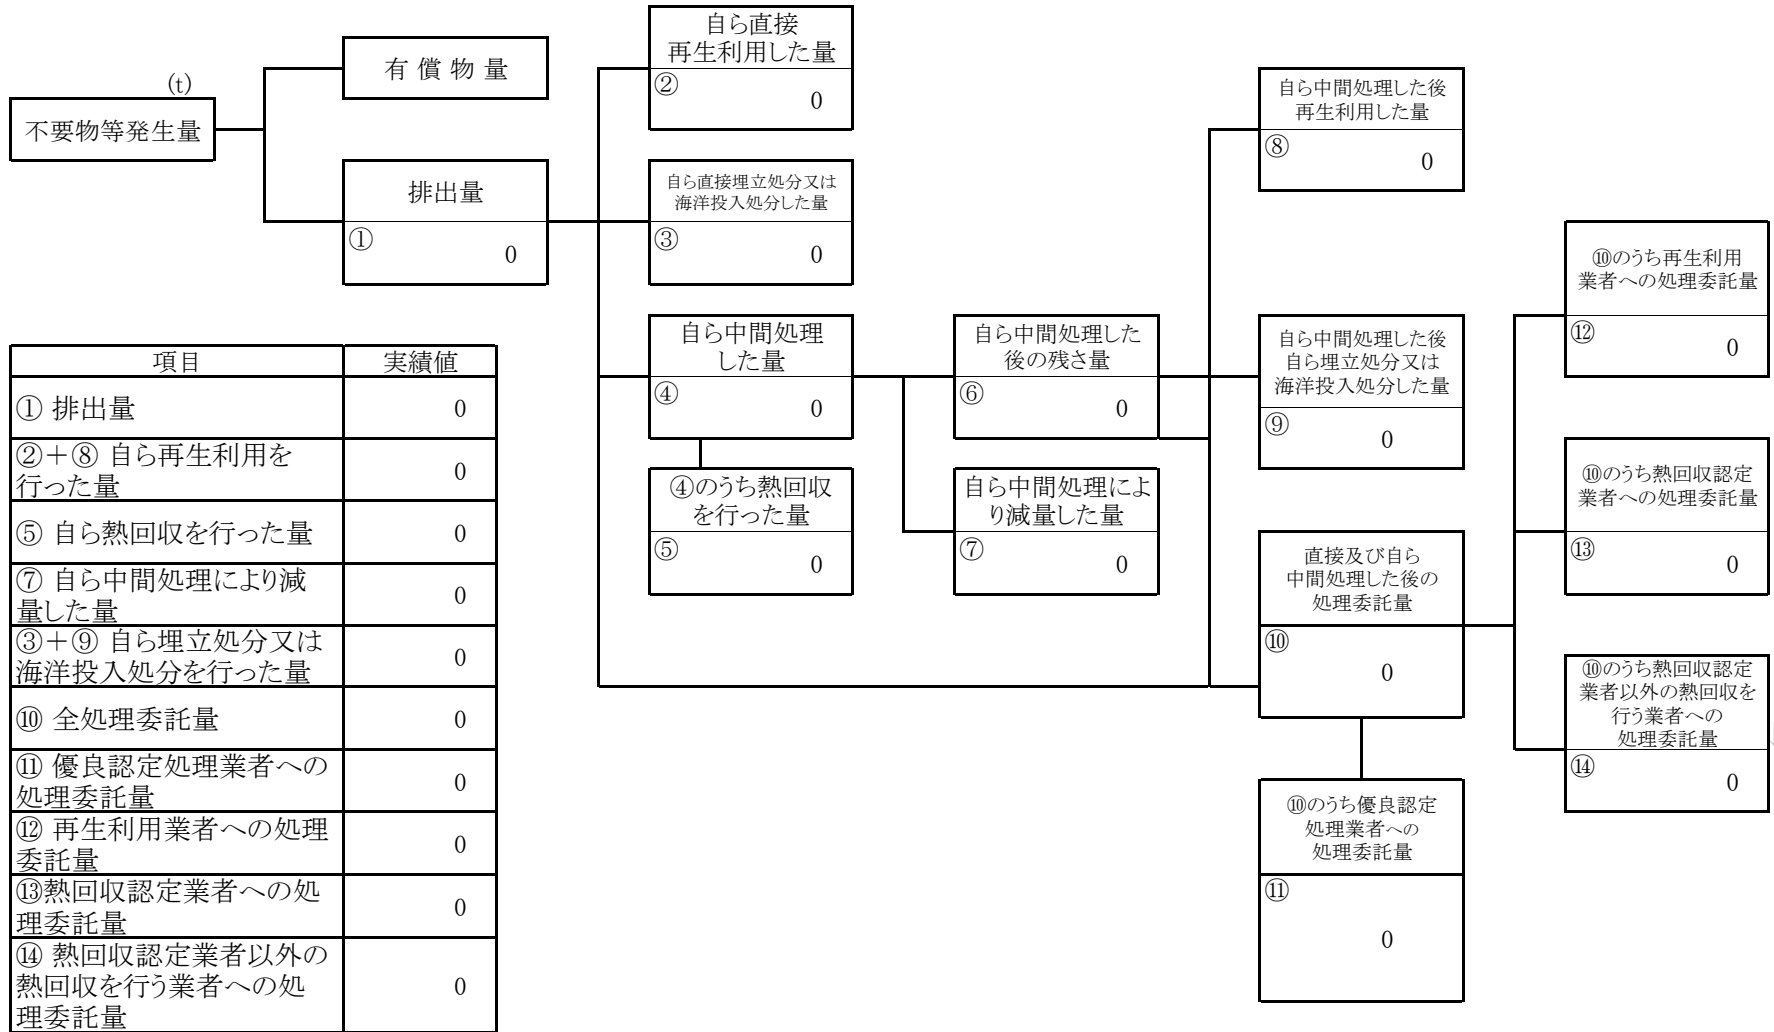 (t)
不要物等発生量
有 償 物 量
排出量
①
0
自ら直接
再生利用した量
②
0
自ら直接埋立処分又は
海洋投入処分した量
③
0
自ら中間処理
した量
④
0
④のうち熱回収
を行った量
⑤
0
自ら中間処理した
後の残さ量
⑥
0
自ら中間処理によ
り減量した量
⑦
0
自ら中間処理した後
再生利用した量
⑧
0
自ら中間処理した後
自ら埋立処分又は
海洋投入処分した量
⑨
0
直接及び自ら
中間処理した後の
処理委託量
⑩
0
⑩のうち優良認定
処理業者への
処理委託量
⑪
0
⑩のうち再生利用
業者への処理委託量
⑫
0
⑩のうち熱回収認定
業者への処理委託量
⑬
0
⑩のうち熱回収認定
業者以外の熱回収を
行う業者への
処理委託量
⑭
0
項目 実績値
① 排出量 0
②＋⑧ 自ら再生利用を
行った量 0
⑤ 自ら熱回収を行った量 0
⑦ 自ら中間処理により減
量した量 0
③＋⑨ 自ら埋立処分又は
海洋投入処分を行った量 0
⑩ 全処理委託量 0
⑪ 優良認定処理業者への
処理委託量 0
⑫ 再生利用業者への処理
委託量 0
⑬熱回収認定業者への処
理委託量 0
⑭ 熱回収認定業者以外の
熱回収を行う業者への処
理委託量 0